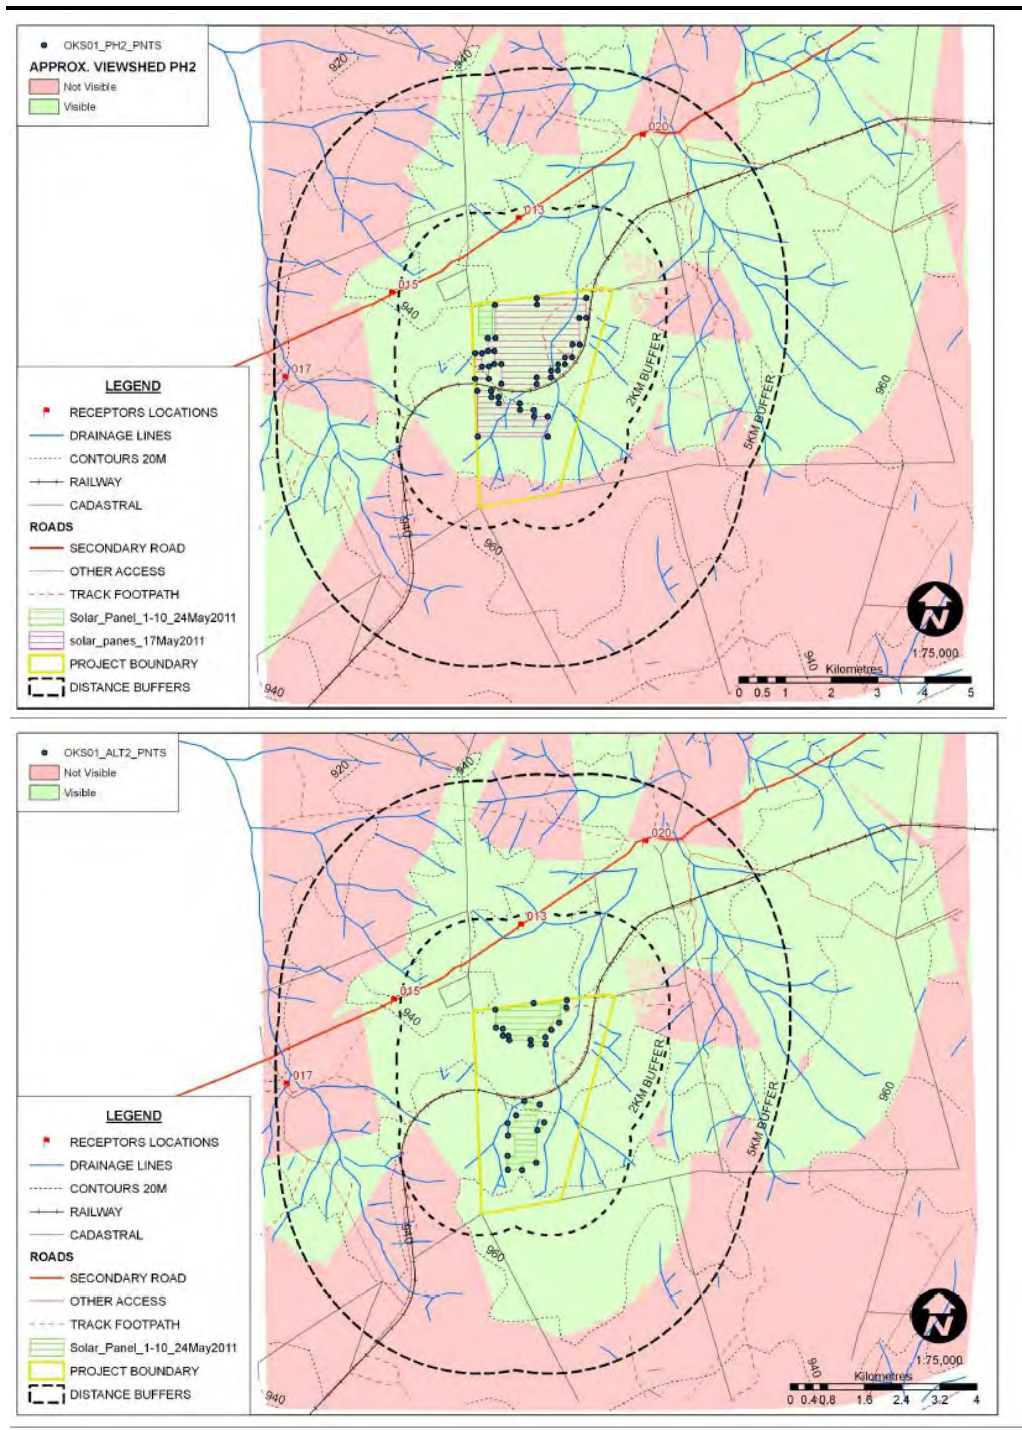 OKS01_PH2_PNTS
APPROX. VIEWSHED PH2
Not Visible
Visible
920
940
020
013
015
940
017
2KM BUFFER
5KM BUFFER
960
940
960
940
940
LEGEND
RECEPTORS LOCATIONS
DRAINAGE LINES
CONTOURS 20M
RAILWAY
CADASTRAL
ROADS
SECONDARY ROAD
OTHER ACCESS
TRACK FOOTPATH
Solar_Panel_1-10_24May2011
solar_panes_17May2011
PROJECT BOUNDARY
DISTANCE BUFFERS
N
1:75,000
Kilometres
0 0.5 1 2 3 4 5
OKS01_ALT2_PNTS
Not Visible
Visible
920
940
020
013
015
940
017
2KM BUFFER
5KM BUFFER
960
940
960
940
940
LEGEND
RECEPTORS LOCATIONS
DRAINAGE LINES
CONTOURS 20M
RAILWAY
CADASTRAL
ROADS
SECONDARY ROAD
OTHER ACCESS
TRACK FOOTPATH
Solar_Panel_1-10_24May2011
PROJECT BOUNDARY
DISTANCE BUFFERS
N
1:75,000
Kilometres
0 0.4 0.8 1.6 2.4 3.2 4